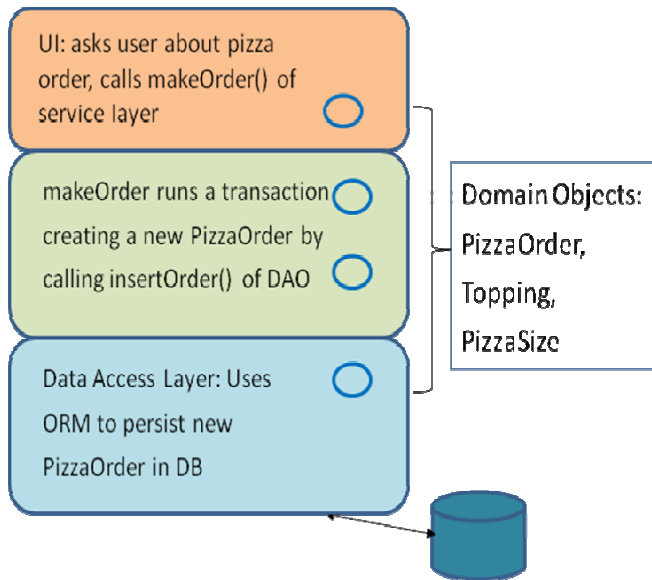 UI: asks user about pizza
order, calls makeOrder() of
service layer
makeOrder runs a transaction
creating a new PizzaOrder by
calling insertOrder() of DAO
Data Access Layer: Uses
ORM to persist new
PizzaOrder in DB
Domain Objects:
PizzaOrder,
Topping,
PizzaSize